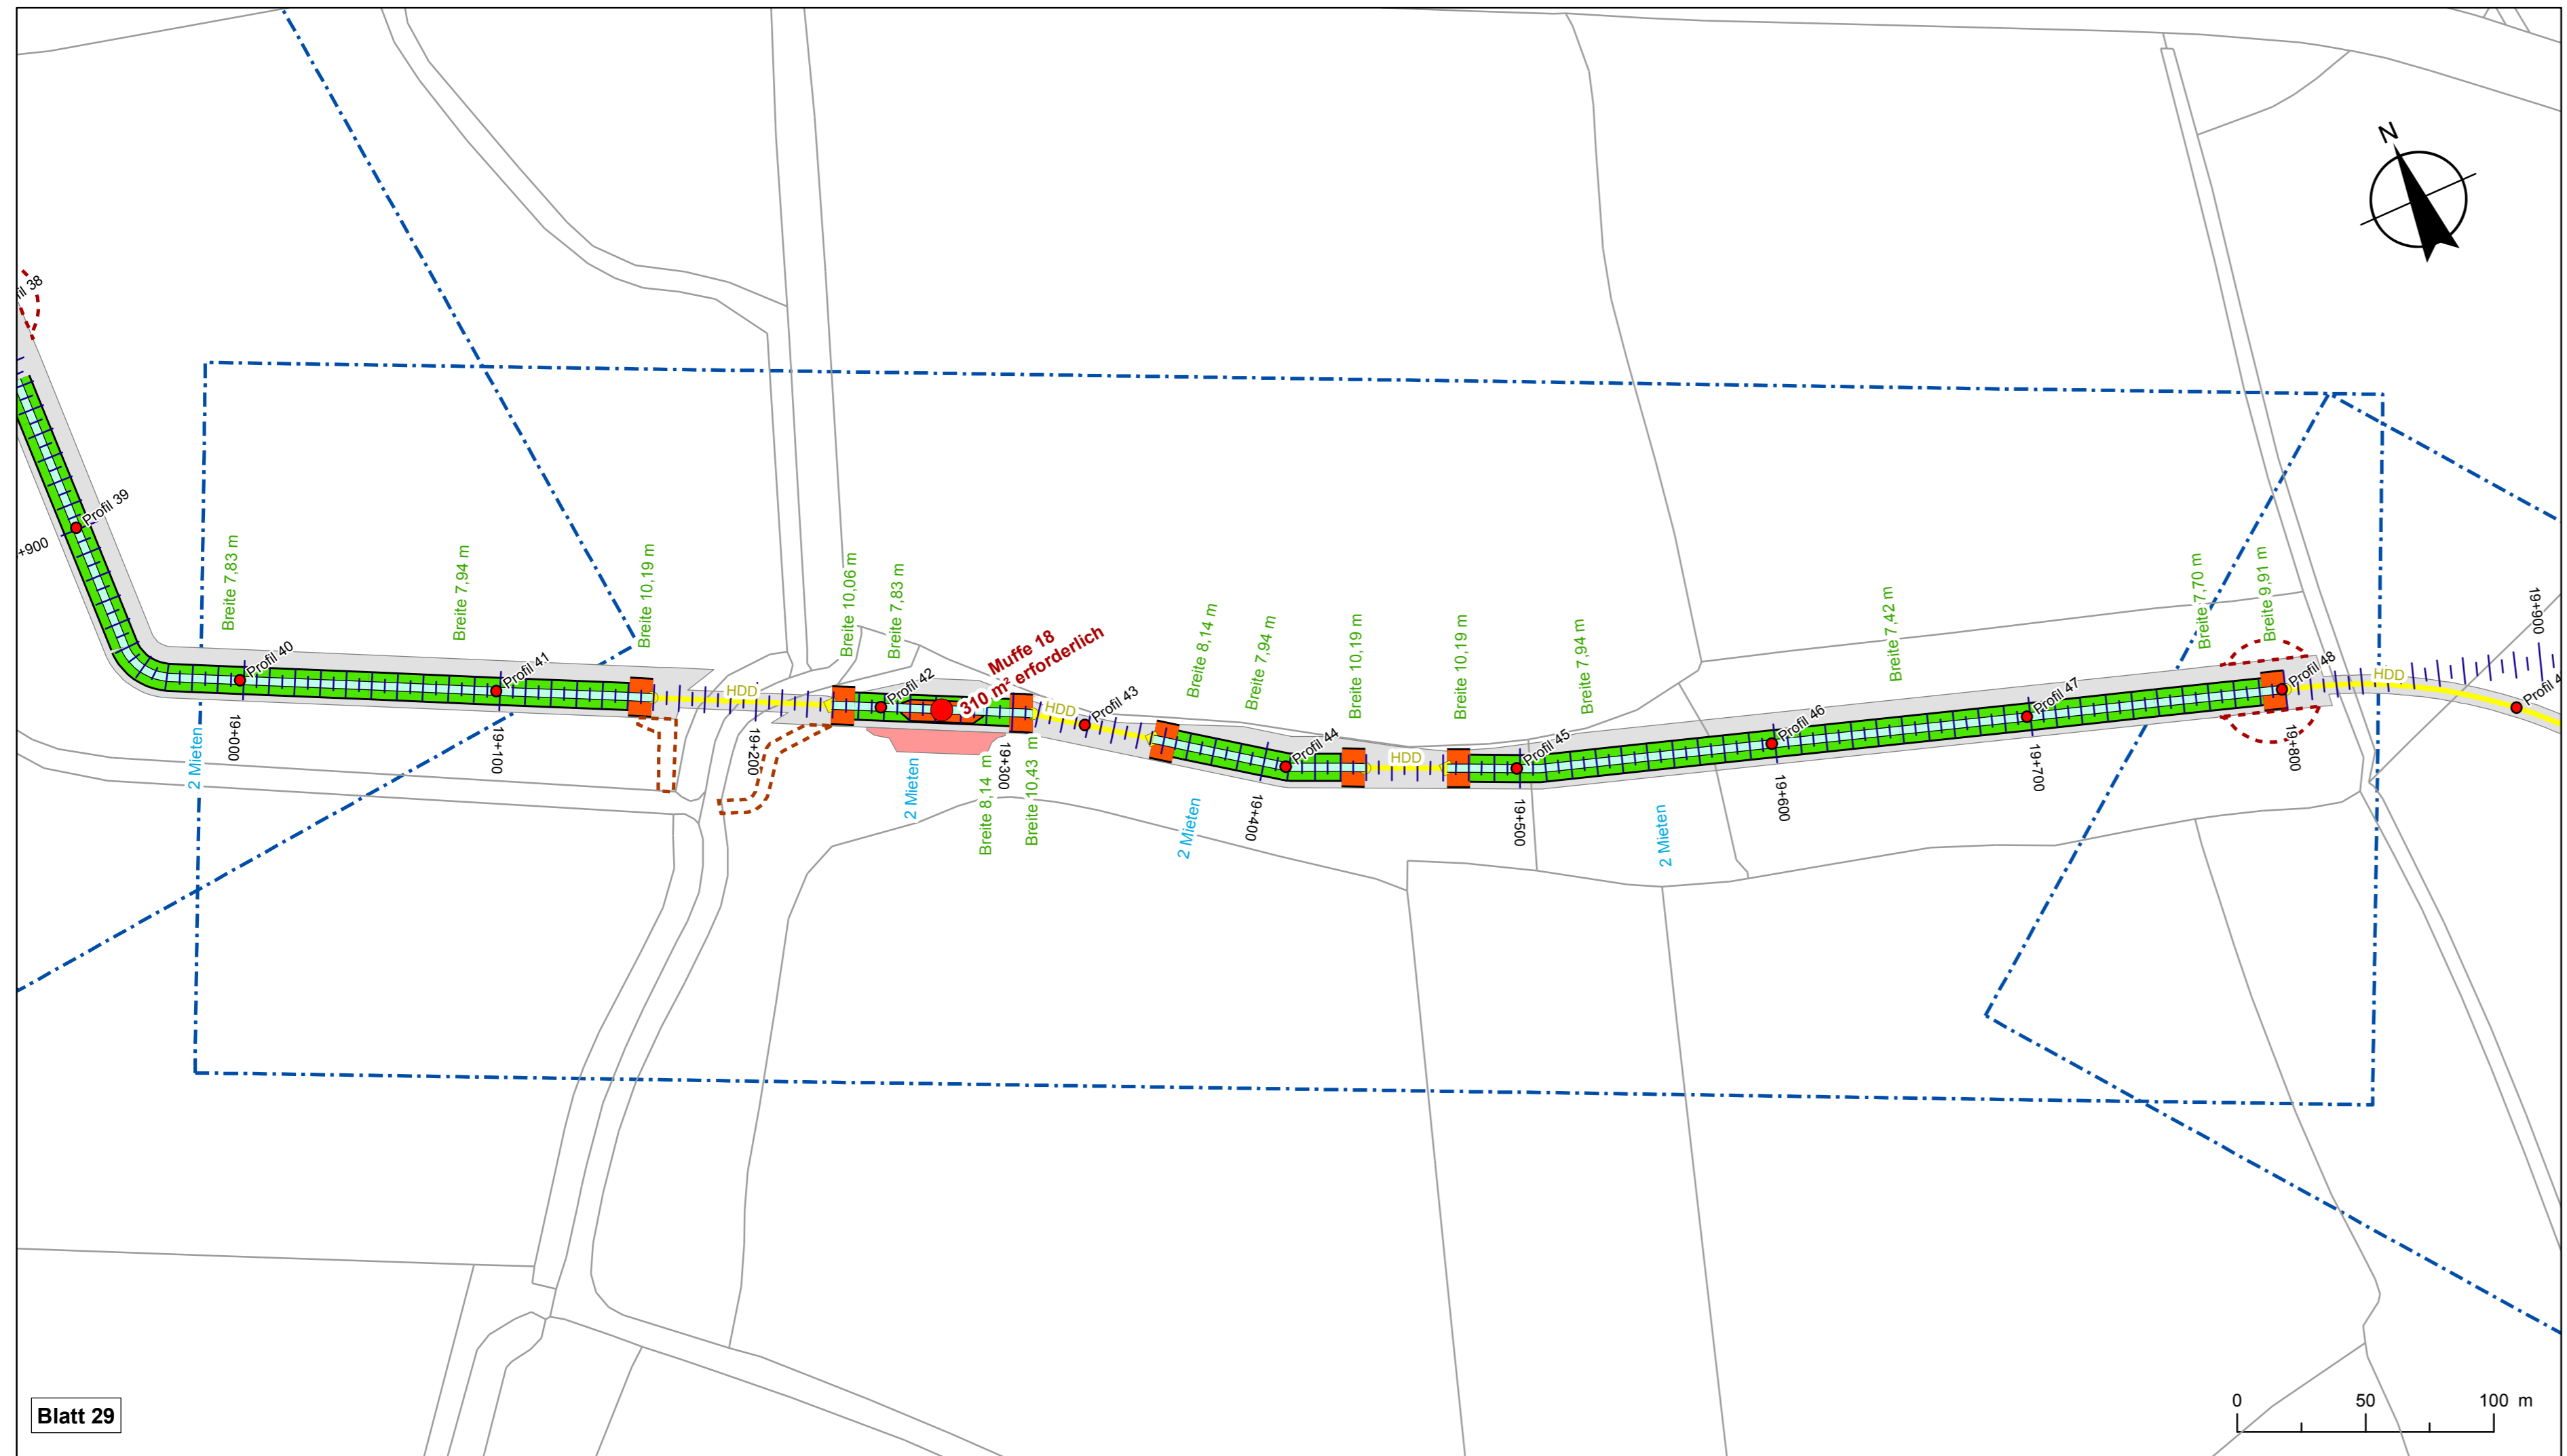 N
fil 38
Profil 39
+900
Breite 7,83 m
Breite 7,94 m
Breite 10,19 m
Breite 10,06 m
Breite 7,83 m
Muffe 18
310 m² erforderlich
Breite 8,14 m
Breite 7,94 m
Breite 10,19 m
Breite 10,19 m
Breite 7,94 m
Breite 7,42 m
Breite 7,70 m
Breite 9,91 m
19+900
Profil 40
Profil 41
HDD
Profil 42
HDD
Profil 43
Profil 44
HDD
Profil 45
Profil 46
Profil 47
Profil 48
HDD
Profil 4
19+000
19+100
19+200
19+300
19+400
19+500
19+600
19+700
19+800
2 Mieten
2 Mieten
Breite 8,14 m
Breite 10,43 m
2 Mieten
2 Mieten
Blatt 29
0 50 100 m